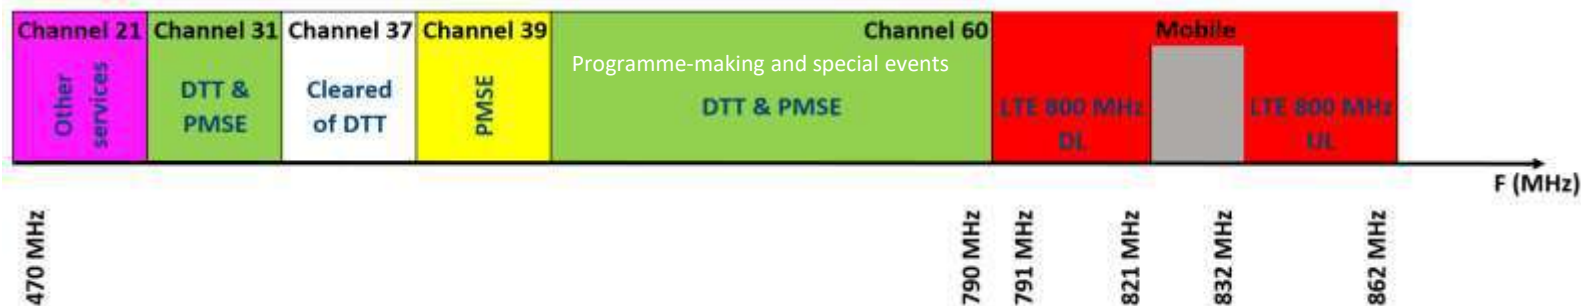 Channel 21 Channel 31 Channel 37 Channel 39 Channel 60 Mobile
Programme-making and special events
Other
services
DTT &
PMSE
Cleared
of DTT
PMSE
DTT & PMSE
LTE 800 MHz
DL
LTE 800 MHz
UL
F (MHz)
470 MHz
790 MHz
791 MHz
821 MHz
832 MHz
862 MHz